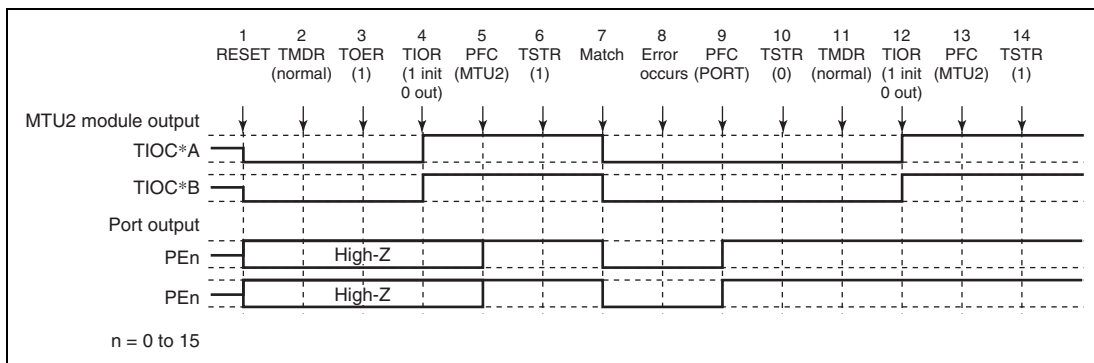 1 2 3 4 5 6 7 8 9 10 11 12 13 14
RESET TMDR TOER TIOR PFC TSTR Match Error PFC TSTR TMDR TIOR PFC TSTR
(normal) (1) (1 init (MTU2) (1) occurs (PORT) (0) (normal) (1 init (MTU2) (1)
0 out) 0 out)
MTU2 module output
TIOC*A
TIOC*B
Port output
PEn High-Z
PEn High-Z
n = 0 to 15